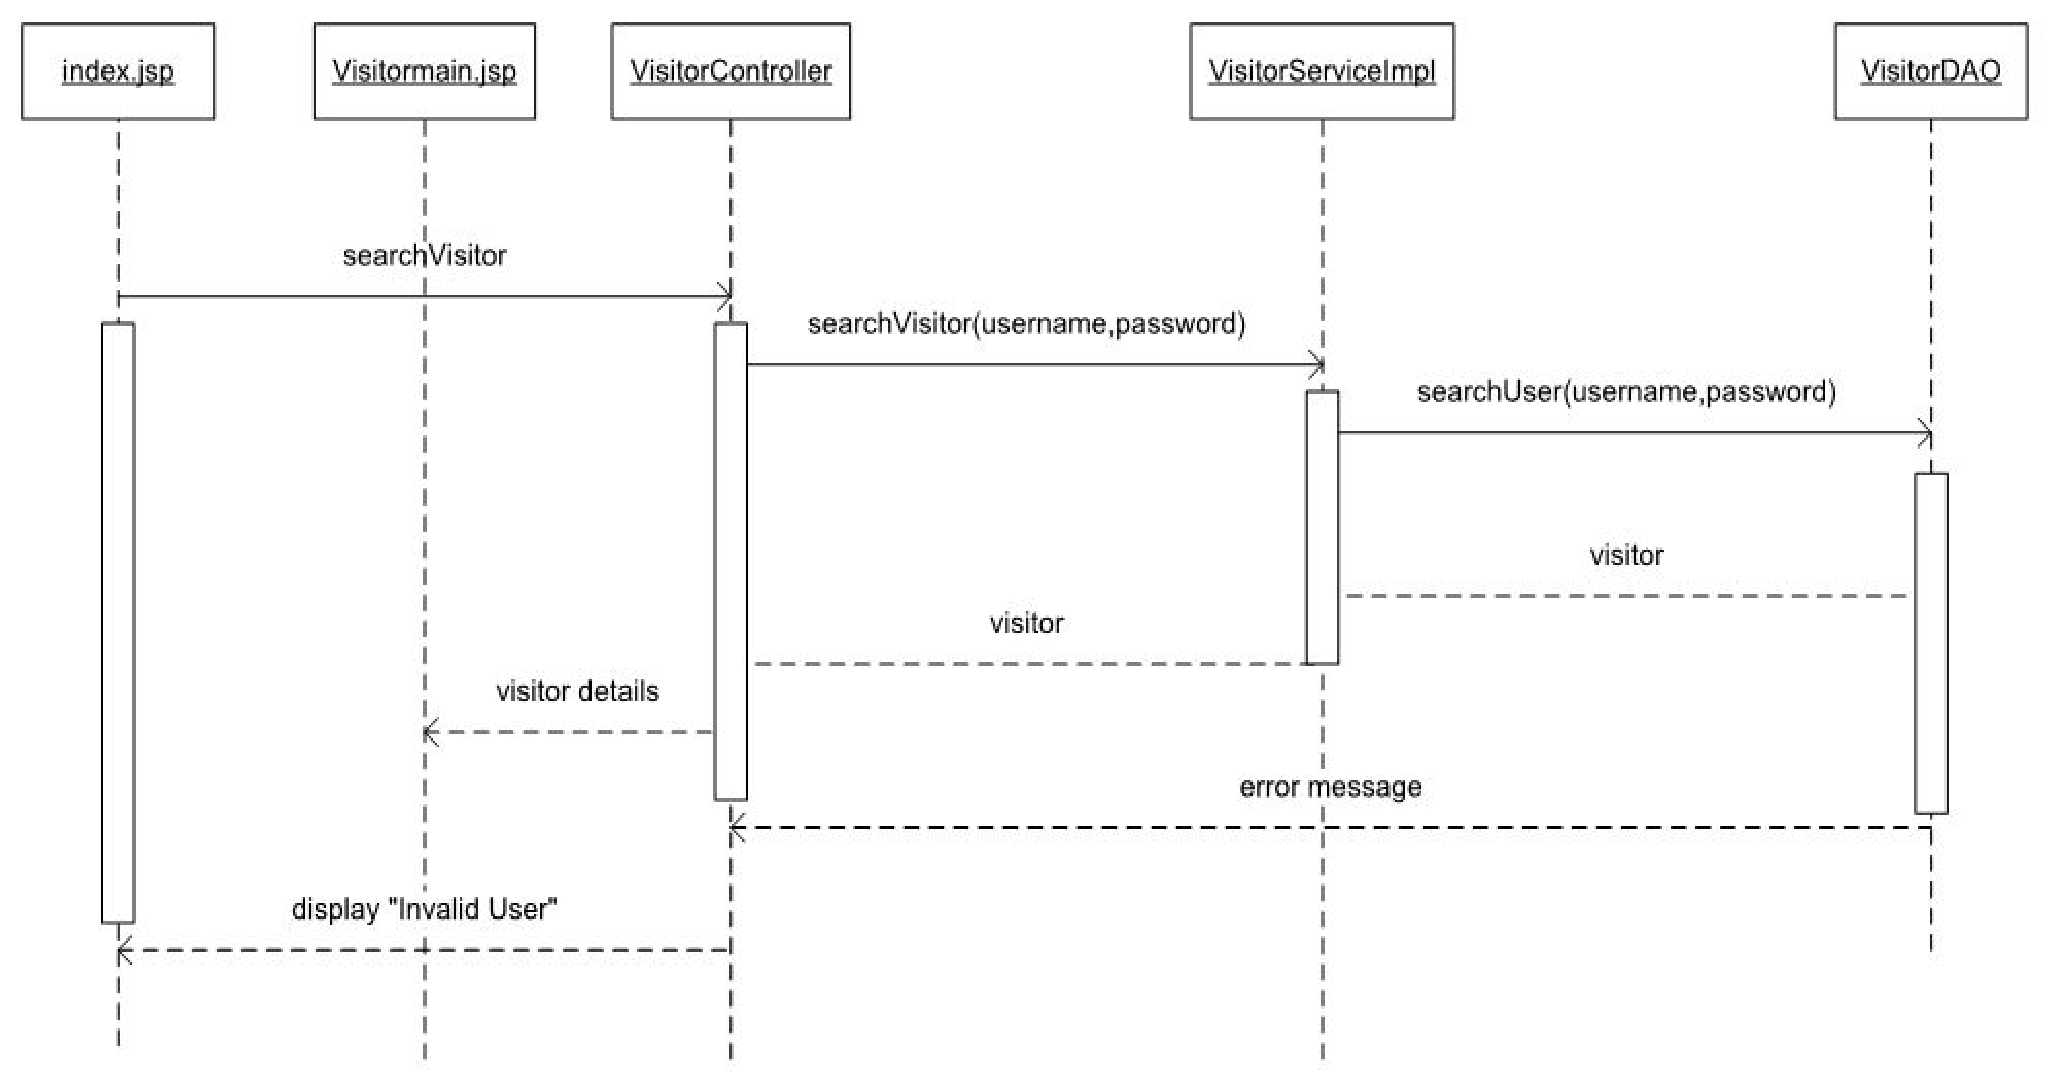 index.jsp
Visitormain.jsp
VisitorController
VisitorServiceImpl
VisitorDAO
searchVisitor
searchVisitor(username,password)
searchUser(username,password)
visitor
visitor
visitor details
error message
display "Invalid User"